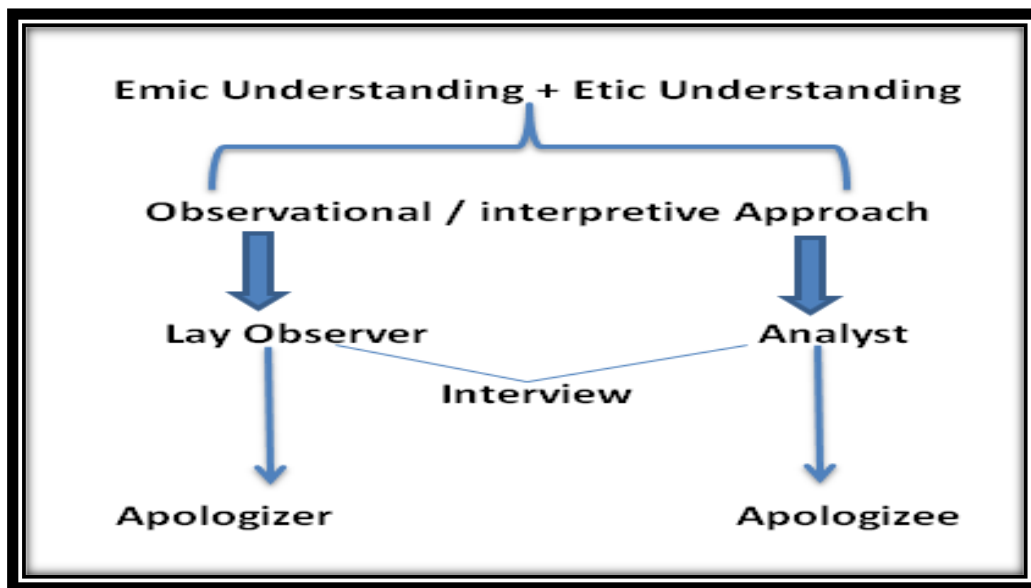 Emic Understanding + Etic Understanding
Observational / interpretive Approach
Lay Observer Analyst
Interview
Apologizer Apologizee